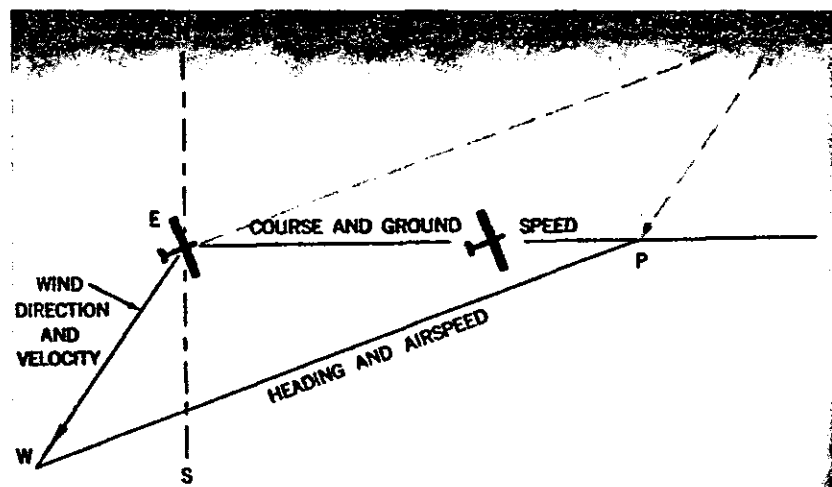 E
COURSE AND GROUND SPEED
P
WIND
DIRECTION
AND
VELOCITY
HEADING AND AIRSPEED
W
S